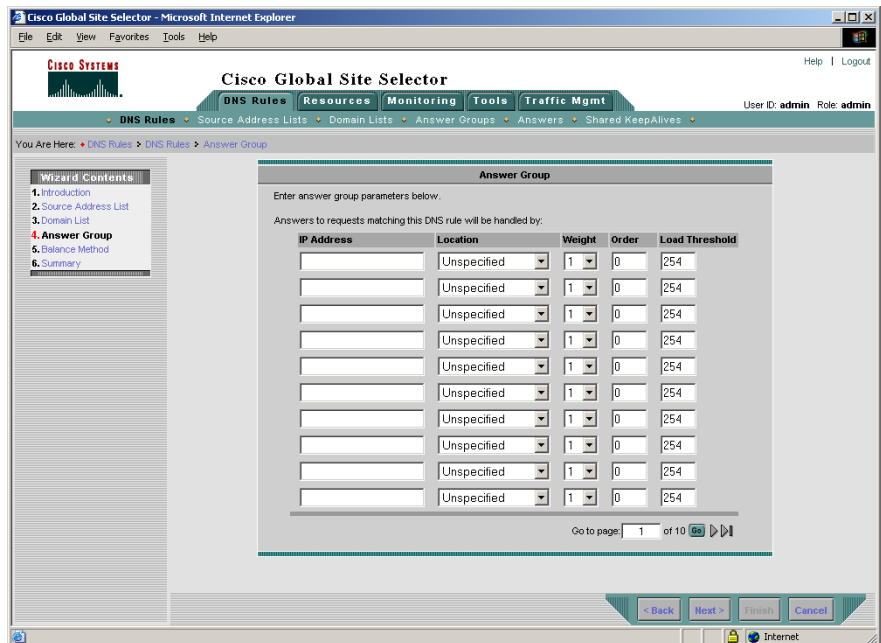 Cisco Global Site Selector - Microsoft Internet Explorer
File Edit View Favorites Tools Help
CISCO SYSTEMS
Help | Logout
Cisco Global Site Selector
DNS Rules Resources Monitoring Tools Traffic Mgmt
User ID: admin Role: admin
DNS Rules Source Address Lists Domain Lists Answer Groups Answers Shared KeepAlives
You Are Here: DNS Rules > DNS Rules > Answer Group
Wizard Contents
1. Introduction
2. Source Address List
3. Domain List
4. Answer Group
5. Balance Method
6. Summary
Answer Group
Enter answer group parameters below.
Answers to requests matching this DNS rule will be handled by:
IP Address Location Weight Order Load Threshold
Unspecified 1 0 254
Unspecified 1 0 254
Unspecified 1 0 254
Unspecified 1 0 254
Unspecified 1 0 254
Unspecified 1 0 254
Unspecified 1 0 254
Unspecified 1 0 254
Unspecified 1 0 254
Unspecified 1 0 254
Go to page: 1 of 10 Go
< Back Next > Finish Cancel
Internet